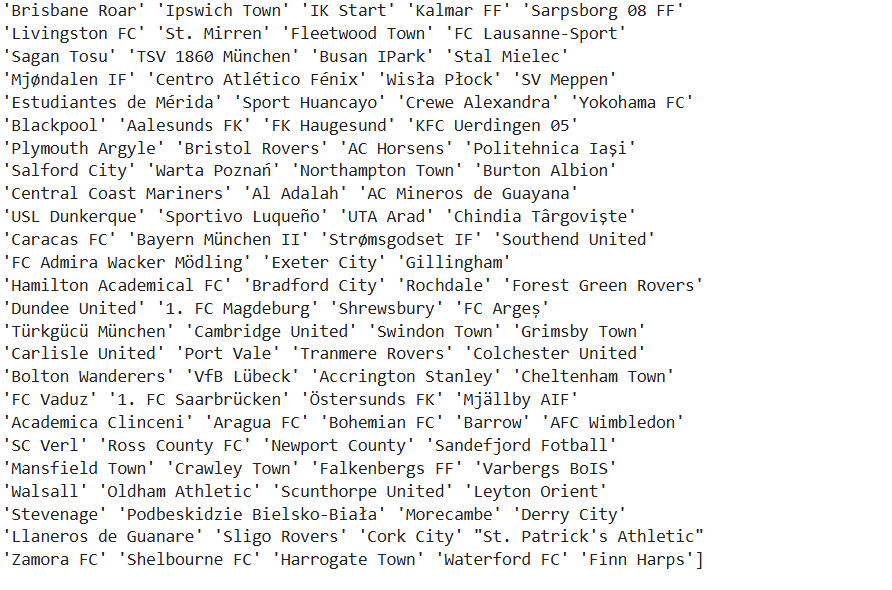 'Brisbane Roar' 'Ipswich Town' 'IK Start' 'Kalmar FF' 'Sarpsborg 08 FF'
'Livingston FC' 'St. Mirren' 'Fleetwood Town' 'FC Lausanne-Sport'
'Sagan Tosu' 'TSV 1860 München' 'Busan IPark' 'Stal Mielec'
'Mjøndalen IF' 'Centro Atlético Fénix' 'Wisła Płock' 'SV Meppen'
'Estudiantes de Mérida' 'Sport Huancayo' 'Crewe Alexandra' 'Yokohama FC'
'Blackpool' 'Aalesunds FK' 'FK Haugesund' 'KFC Uerdingen 05'
'Plymouth Argyle' 'Bristol Rovers' 'AC Horsens' 'Politehnica Iaşi'
'Salford City' 'Warta Poznań' 'Northampton Town' 'Burton Albion'
'Central Coast Mariners' 'Al Adalah' 'AC Mineros de Guayana'
'USL Dunkerque' 'Sportivo Luqueño' 'UTA Arad' 'Chindia Târgovişte'
'Caracas FC' 'Bayern München II' 'Strømsgodset IF' 'Southend United'
'FC Admira Wacker Mödling' 'Exeter City' 'Gillingham'
'Hamilton Academical FC' 'Bradford City' 'Rochdale' 'Forest Green Rovers'
'Dundee United' '1. FC Magdeburg' 'Shrewsbury' 'FC Argeș'
'Türkgücü München' 'Cambridge United' 'Swindon Town' 'Grimsby Town'
'Carlisle United' 'Port Vale' 'Tranmere Rovers' 'Colchester United'
'Bolton Wanderers' 'VfB Lübeck' 'Accrington Stanley' 'Cheltenham Town'
'FC Vaduz' '1. FC Saarbrücken' 'Östersunds FK' 'Mjällby AIF'
'Academica Clinceni' 'Aragua FC' 'Bohemian FC' 'Barrow' 'AFC Wimbledon'
'SC Verl' 'Ross County FC' 'Newport County' 'Sandefjord Fotball'
'Mansfield Town' 'Crawley Town' 'Falkenbergs FF' 'Varbergs BoIS'
'Walsall' 'Oldham Athletic' 'Scunthorpe United' 'Leyton Orient'
'Stevenage' 'Podbeskidzie Bielsko-Biała' 'Morecambe' 'Derry City'
'Llaneros de Guanare' 'Sligo Rovers' 'Cork City' "St. Patrick's Athletic"
'Zamora FC' 'Shelbourne FC' 'Harrogate Town' 'Waterford FC' 'Finn Harps']